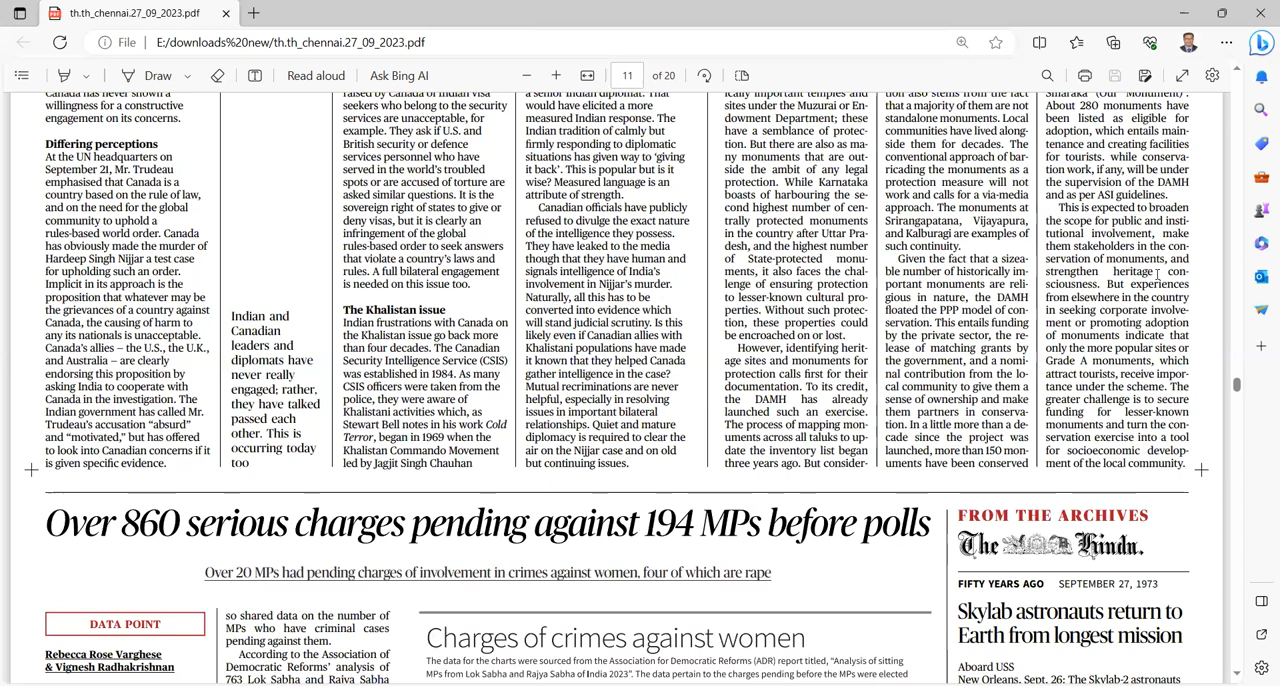 th.th_chennai.27_09_2023.pdf
File
E:/downloads%20new/th.th_chennai.27_09_2023.pdf
Draw
Read aloud
Ask Bing AI
11
of 20
Canada has never shown a
willingness for a constructive
engagement on its concerns.
Differing perceptions
At the UN headquarters on
September 21, Mr. Trudeau
emphasised that Canada is a
country based on the rule of law,
and on the need for the global
community to uphold a
rules-based world order. Canada
has obviously made the murder of
Hardeep Singh Nijjar a test case
for upholding such an order.
Implicit in its approach is the
proposition that whatever may be
the grievances of a country against
Canada, the causing of harm to
any its nationals is unacceptable.
Canada's allies – the U.S., the U.K.,
and Australia – are clearly
endorsing this proposition by
asking India to cooperate with
Canada in the investigation. The
Indian government has called Mr.
Trudeau's accusation “absurd”
and “motivated,” but has offered
to look into Canadian concerns if it
is given specific evidence.
Indian and
Canadian
leaders and
diplomats have
never really
engaged; rather,
they have talked
passed each
other. This is
occurring today
too
raised by Canada of Indian visa
seekers who belong to the security
services are unacceptable, for
example. They ask if U.S. and
British security or defence
services personnel who have
served in the world's troubled
spots or are accused of torture are
asked similar questions. It is the
sovereign right of states to give or
deny visas, but it is clearly an
infringement of the global
rules-based order to seek answers
that violate a country's laws and
rules. A full bilateral engagement
is needed on this issue too.
The Khalistan issue
Indian frustrations with Canada on
the Khalistan issue go back more
than four decades. The Canadian
Security Intelligence Service (CSIS)
was established in 1984. As many
CSIS officers were taken from the
police, they were aware of
Khalistani activities which, as
Stewart Bell notes in his work Cold
Terror, began in 1969 when the
Khalistan Commando Movement
led by Jagjit Singh Chauhan
a senior Indian diplomat. That
would have elicited a more
measured Indian response. The
Indian tradition of calmly but
firmly responding to diplomatic
situations has given way to ‘giving
it back’. This is popular but is it
wise? Measured language is an
attribute of strength.
Canadian officials have publicly
refused to divulge the exact nature
of the intelligence they possess.
They have leaked to the media
though that they have human and
signals intelligence of India's
involvement in Nijjar's murder.
Naturally, all this has to be
converted into evidence which
will stand judicial scrutiny. Is this
likely even if Canadian allies with
Khalistani populations have made
it known that they helped Canada
gather intelligence in the case?
Mutual recriminations are never
helpful, especially in resolving
issues in important bilateral
relationships. Quiet and mature
diplomacy is required to clear the
air on the Nijjar case and on old
but continuing issues.
ically important temples and
sites under the Muzurai or En-
dowment Department; these
have a semblance of protec-
tion. But there are also as ma-
ny monuments that are out-
side the ambit of any legal
protection. While Karnataka
boasts of harbouring the se-
cond highest number of cen-
trally protected monuments
in the country after Uttar Pra-
desh, and the highest number
of State-protected monu-
ments, it also faces the chal-
lenge of ensuring protection
to lesser-known cultural pro-
perties. Without such protec-
tion, these properties could
be encroached on or lost.
However, identifying herit-
age sites and monuments for
protection calls first for their
documentation. To its credit,
the DAMH has already
launched such an exercise.
The process of mapping mon-
uments across all taluks to up-
date the inventory list began
three years ago. But consider-
tion also stems from the fact
that a majority of them are not
standalone monuments. Local
communities have lived along-
side them for decades. The
conventional approach of bar-
ricading the monuments as a
protection measure will not
work and calls for a via-media
approach. The monuments at
Srirangapatana, Vijayapura,
and Kalburagi are examples of
such continuity.
Given the fact that a sizea-
ble number of historically im-
portant monuments are reli-
gious in nature, the DAMH
floated the PPP model of con-
servation. This entails funding
by the private sector, the re-
lease of matching grants by
the government, and a nomi-
nal contribution from the lo-
cal community to give them a
sense of ownership and make
them partners in conserva-
tion. In a little more than a de-
cade since the project was
launched, more than 150 mon-
uments have been conserved
Smaraka (Our Monument)'.
About 280 monuments have
been listed as eligible for
adoption, which entails main-
tenance and creating facilities
for tourists. while conserva-
tion work, if any, will be under
the supervision of the DAMH
and as per ASI guidelines.
This is expected to broaden
the scope for public and insti-
tutional involvement, make
them stakeholders in the con-
servation of monuments, and
strengthen heritage con-
sciousness. But experiences
from elsewhere in the country
in seeking corporate involve-
ment or promoting adoption
of monuments indicate that
only the more popular sites or
Grade A monuments, which
attract tourists, receive impor-
tance under the scheme. The
greater challenge is to secure
funding for lesser-known
monuments and turn the con-
servation exercise into a tool
for socioeconomic develop-
ment of the local community.
Over 860 serious charges pending against 194 MPs before polls
Over 20 MPs had pending charges of involvement in crimes against women, four of which are rape
DATA POINT
Rebecca Rose Varghese
& Vignesh Radhakrishnan
so shared data on the number of
MPs who have criminal cases
pending against them.
According to the Association of
Democratic Reforms' analysis of
763 Lok Sabha and Rajya Sabha
Charges of crimes against women
The data for the charts were sourced from the Association for Democratic Reforms (ADR) report titled, “Analysis of sitting
MPs from Lok Sabha and Rajya Sabha of India 2023”. The data pertain to the charges pending before the MPs were elected
FROM THE ARCHIVES
The Hindu.
FIFTY YEARS AGO SEPTEMBER 27, 1973
Skylab astronauts return to
Earth from longest mission
Aboard USS
New Orleans, Sept. 26: The Skylab-2 astronauts